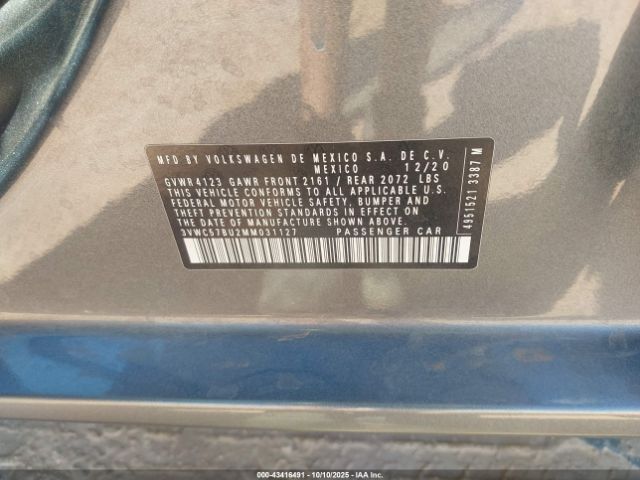 MFD BY VOLKSWAGEN DE MEXICO S.A. DE C.V.
MEXICO 12/20
GVWR 4123 GAWR FRONT 2161 / REAR 2072 LBS
THIS VEHICLE CONFORMS TO ALL APPLICABLE U.S.
FEDERAL MOTOR VEHICLE SAFETY, BUMPER AND
THEFT PREVENTION STANDARDS IN EFFECT ON
THE DATE OF MANUFACTURE SHOWN ABOVE.
3VWC57BU2MM031127 PASSENGER CAR
4951521 3387 M
000-43416491 - 10/10/2025 - IAAI.com